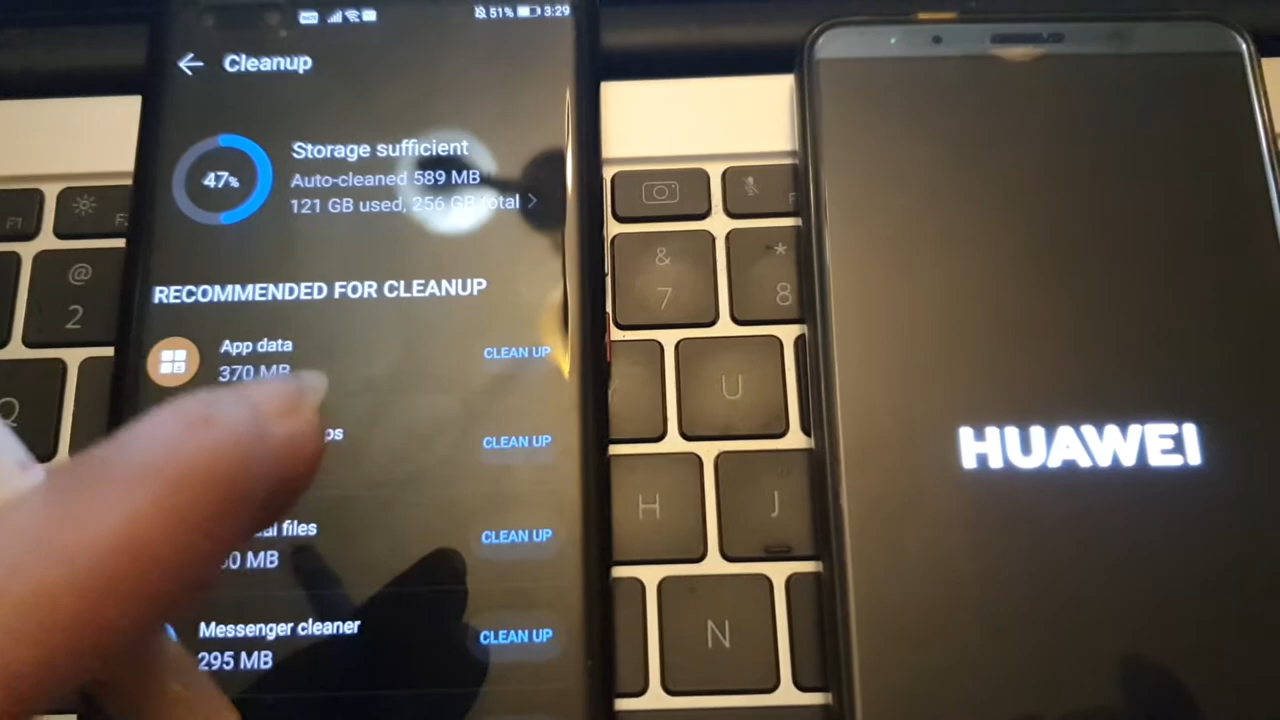 51% 3:29
Cleanup
47%
Storage sufficient
Auto-cleaned 589 MB
121 GB used, 256 GB total
RECOMMENDED FOR CLEANUP
App data
370 MB
CLEAN UP
CLEAN UP
files
CLEAN UP
Messenger cleaner
295 MB
CLEAN UP
HUAWEI
F1
@
2
&
7
*
8
U
H
J
N